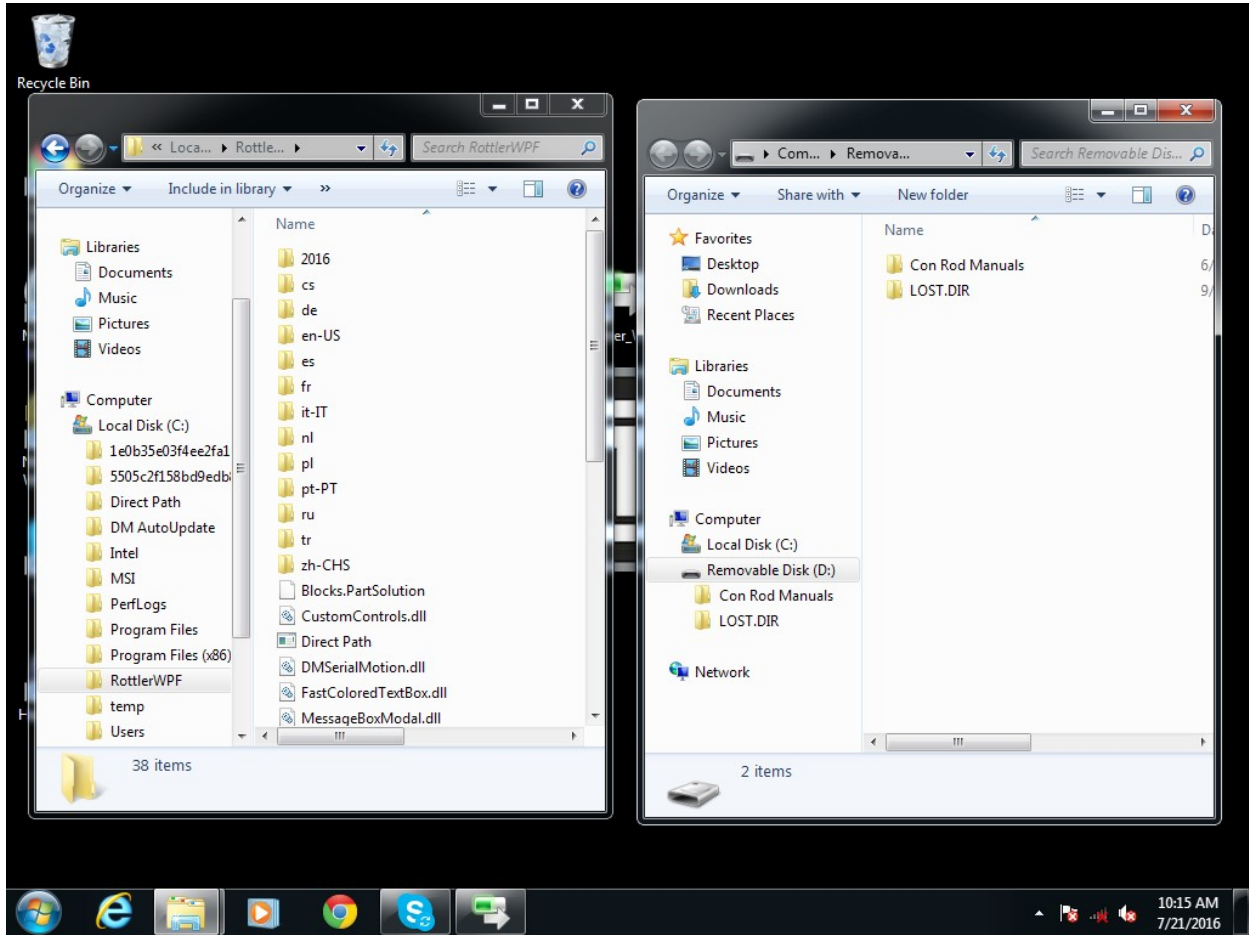 Recycle Bin
« Loca... Rottle...
Search RottlerWPF
Organize
Include in library
»
Name
Libraries
Documents
Music
Pictures
Videos
Computer
Local Disk (C:)
1e0b35e03f4ee2fa1
5505c2f158bd9edb
Direct Path
DM AutoUpdate
Intel
MSI
PerfLogs
Program Files
Program Files (x86)
RottlerWPF
temp
Users
2016
cs
de
en-US
es
fr
it-IT
nl
pl
pt-PT
ru
tr
zh-CHS
Blocks.PartSolution
CustomControls.dll
Direct Path
DMSerialMotion.dll
FastColoredTextBox.dll
MessageBoxModal.dll
38 items
er_
Com... Remova...
Search Removable Dis...
Organize
Share with
New folder
Name
Favorites
Desktop
Downloads
Recent Places
Libraries
Documents
Music
Pictures
Videos
Computer
Local Disk (C:)
Removable Disk (D:)
Con Rod Manuals
LOST.DIR
Network
Con Rod Manuals 6/
LOST.DIR 9/
2 items
10:15 AM
7/21/2016